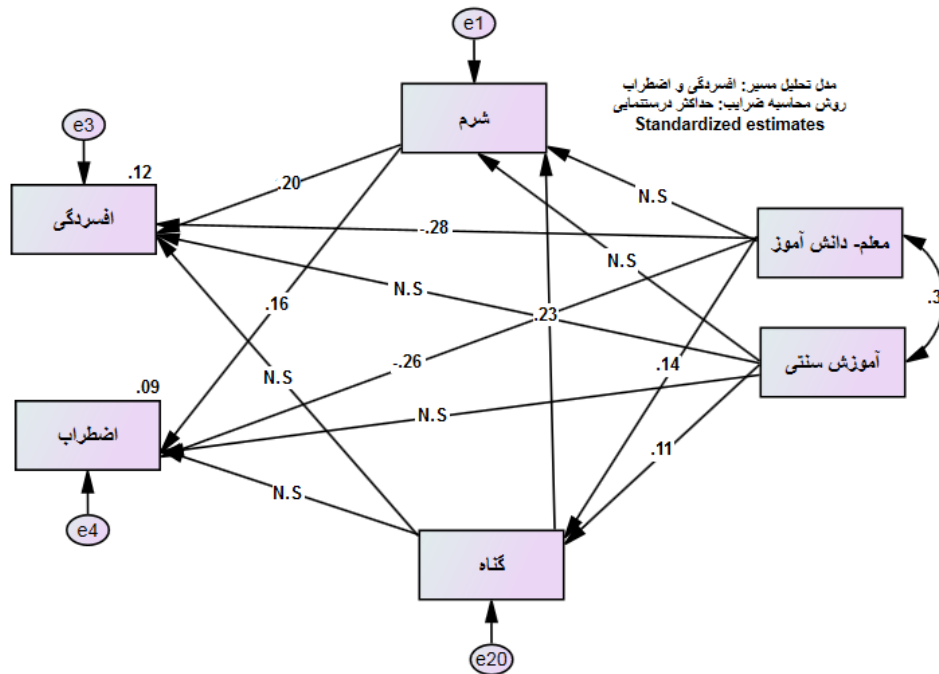 e1
مدل تحلیل مسیر: افسردگی و اضطراب
روش محاسبه ضرایب: حداکثر درستنمایی
Standardized estimates
شرم
e3
.12
افسردگی
.20
N.S
-.28
معلم- دانش آموز
N.S
N.S
.3
.16
.23
آموزش سنتی
-.26
.14
N.S
.09
اضطراب
N.S
.11
N.S
e4
گناه
e20